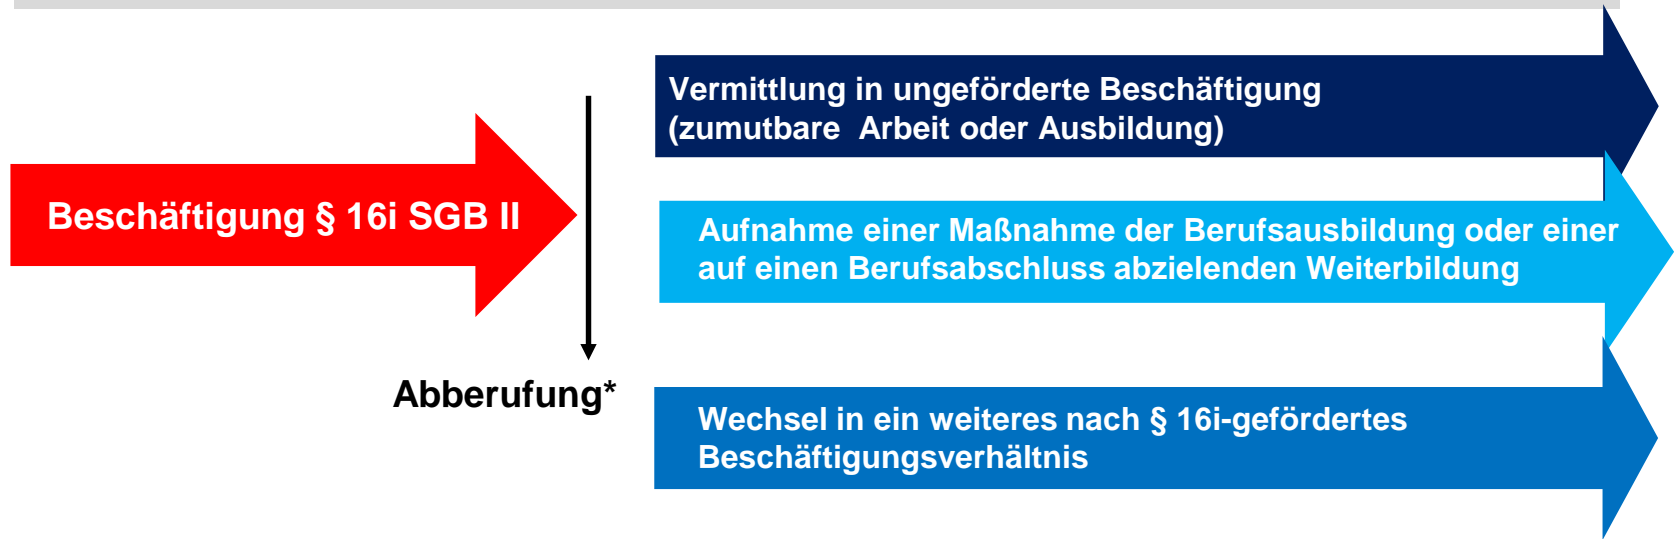 Vermittlung in ungeförderte Beschäftigung
(zumutbare Arbeit oder Ausbildung)
Beschäftigung § 16i SGB II
Aufnahme einer Maßnahme der Berufsausbildung oder einer
auf einen Berufsabschluss abzielenden Weiterbildung
Abberufung*
Wechsel in ein weiteres nach § 16i-gefördertes
Beschäftigungsverhältnis